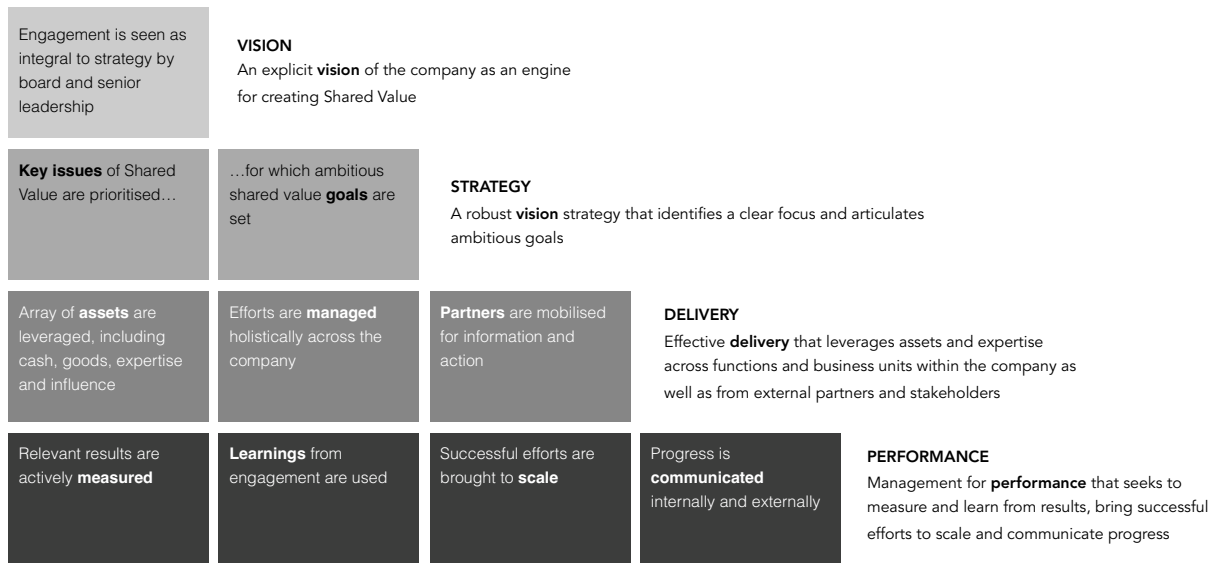 Engagement is seen as
integral to strategy by
board and senior
leadership
VISION
An explicit vision of the company as an engine
for creating Shared Value
Key issues of Shared
Value are prioritised…
…for which ambitious
shared value goals are
set
STRATEGY
A robust vision strategy that identifies a clear focus and articulates
ambitious goals
Array of assets are
leveraged, including
cash, goods, expertise
and influence
Efforts are managed
holistically across the
company
Partners are mobilised
for information and
action
DELIVERY
Effective delivery that leverages assets and expertise
across functions and business units within the company as
well as from external partners and stakeholders
Relevant results are
actively measured
Learnings from
engagement are used
Successful efforts are
brought to scale
Progress is
communicated
internally and externally
PERFORMANCE
Management for performance that seeks to
measure and learn from results, bring successful
efforts to scale and communicate progress